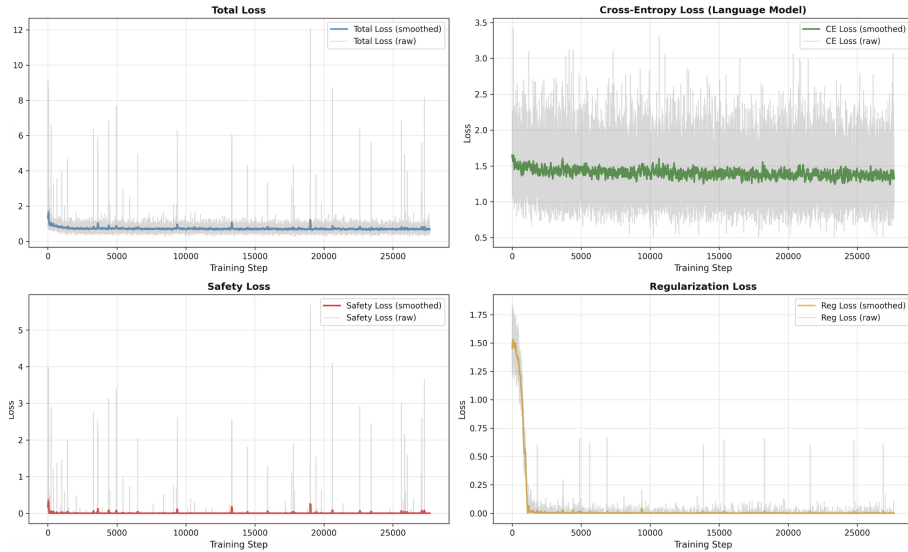 Total Loss
12
10
8
6
4
2
0
Total Loss (smoothed)
Total Loss (raw)
0 5000 10000 15000 20000 25000
Training Step
Cross-Entropy Loss (Language Model)
Loss
3.5
3.0
2.5
2.0
1.5
1.0
0.5
CE Loss (smoothed)
CE Loss (raw)
0 5000 10000 15000 20000 25000
Training Step
Safety Loss
Loss
5
4
3
2
1
0
Safety Loss (smoothed)
Safety Loss (raw)
0 5000 10000 15000 20000 25000
Training Step
Regularization Loss
Loss
1.75
1.50
1.25
1.00
0.75
0.50
0.25
0.00
Reg Loss (smoothed)
Reg Loss (raw)
0 5000 10000 15000 20000 25000
Training Step